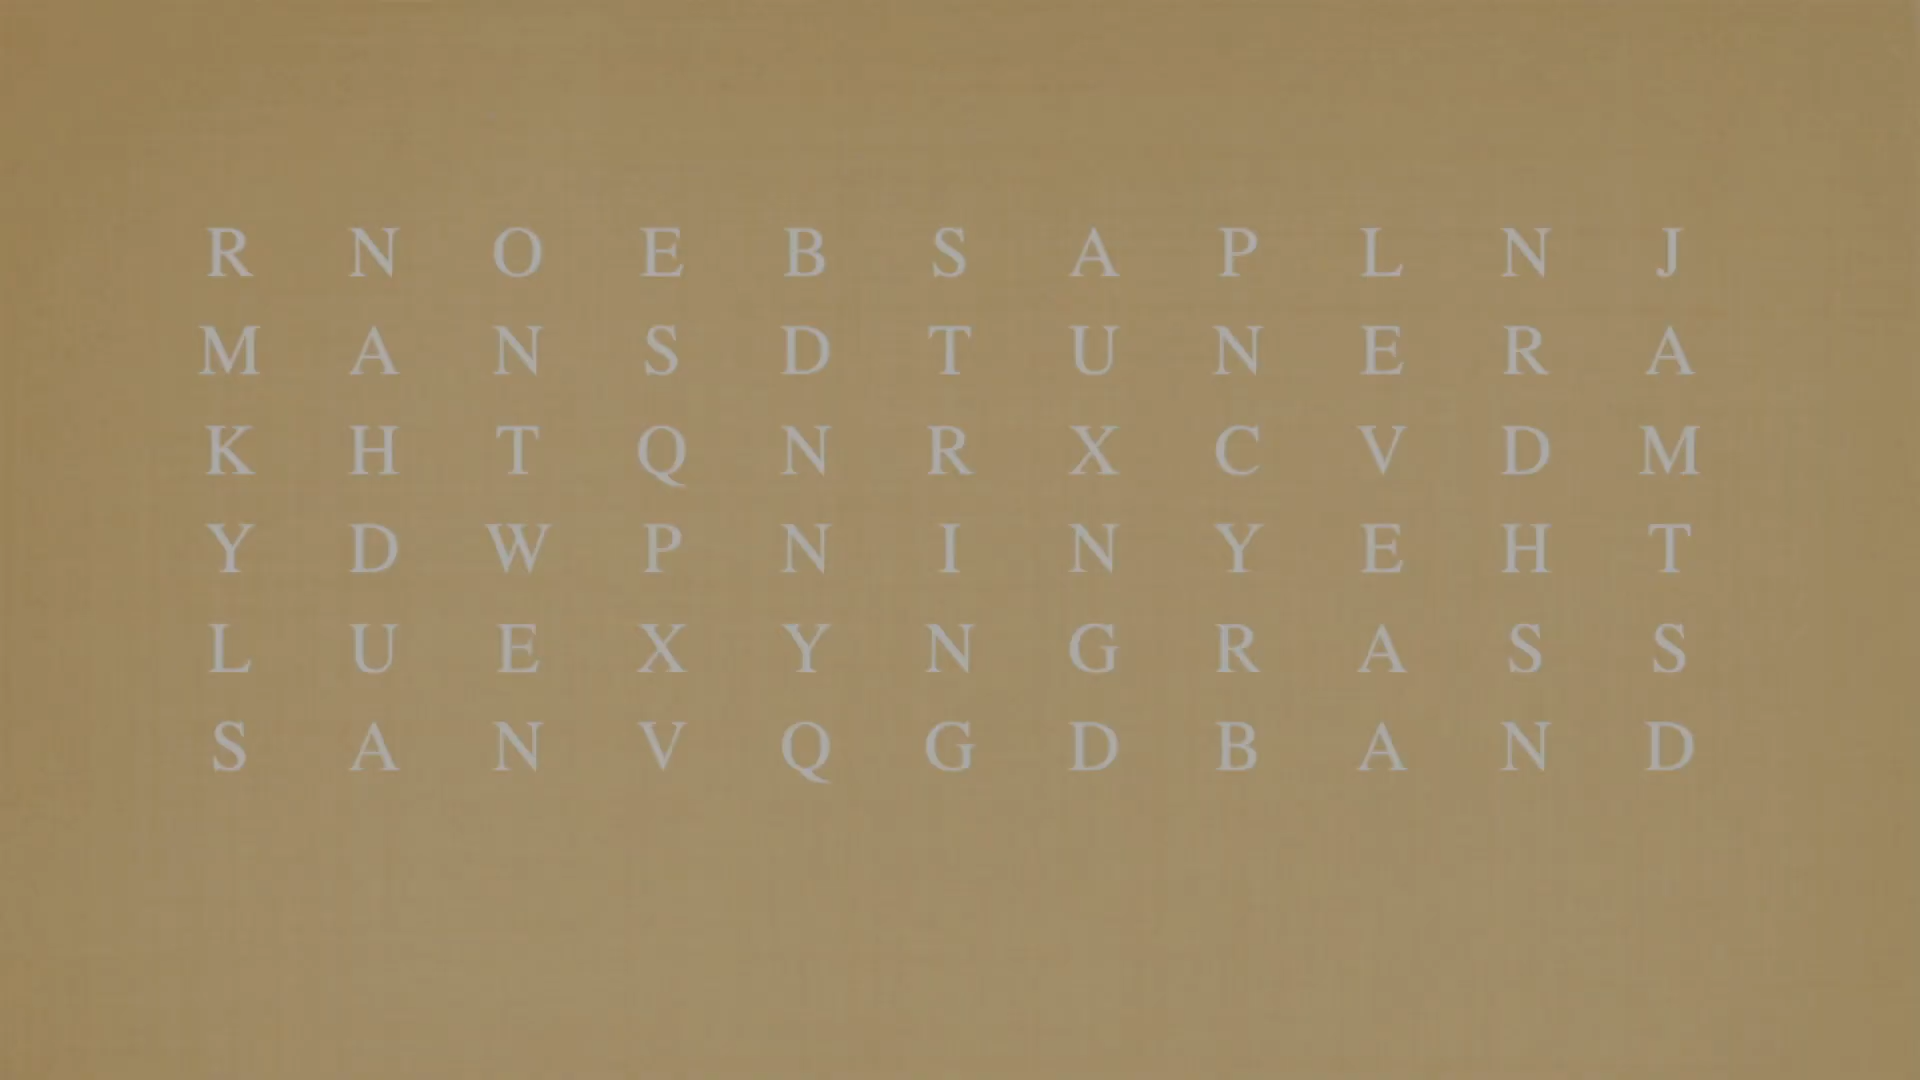 R N O E B S A P L N J
M A N S D T U N E R A
K H T Q N R X C V D M
Y D W P N I N Y E H T
L U E X Y N G R A S S
S A N V Q G D B A N D